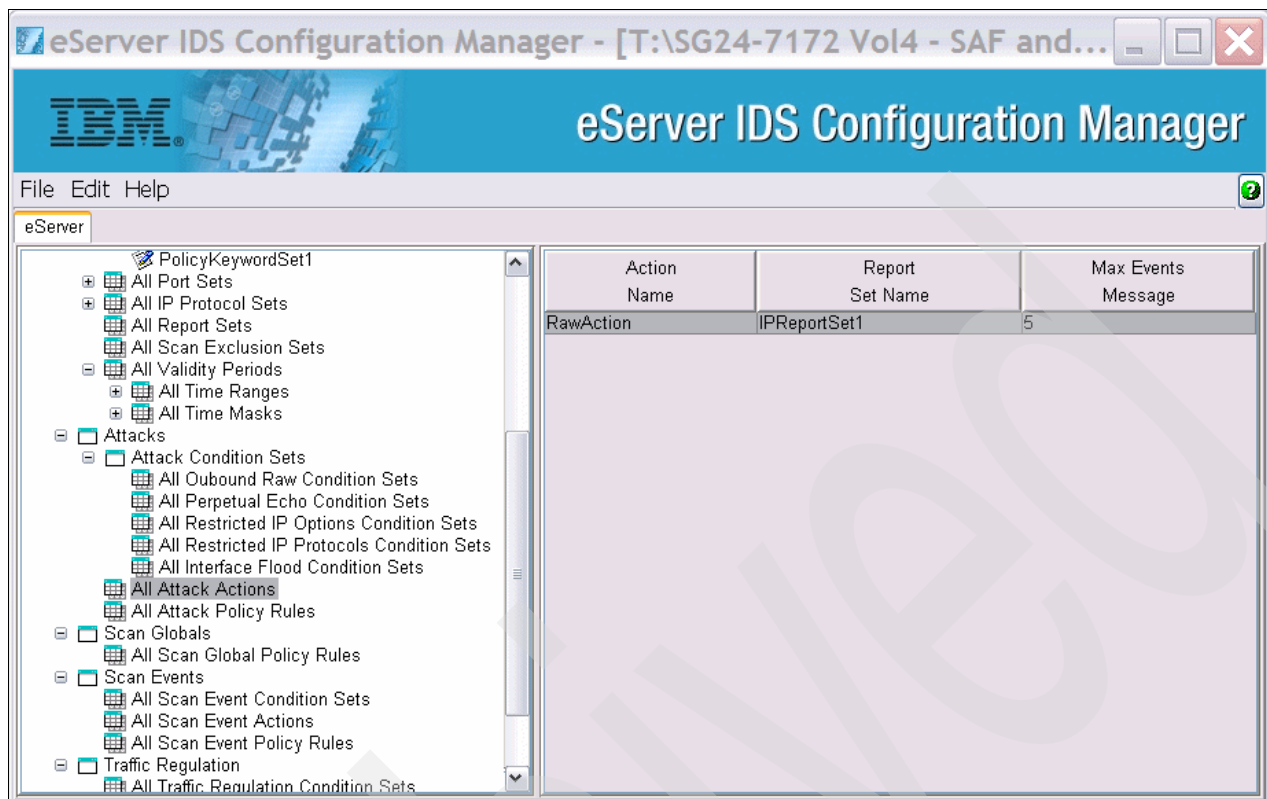 eServer IDS Configuration Manager - [T:\SG24-7172 Vol4 - SAF and...
IBM
eServer IDS Configuration Manager
File Edit Help
eServer
PolicyKeywordSet1
All Port Sets
All IP Protocol Sets
All Report Sets
All Scan Exclusion Sets
All Validity Periods
All Time Ranges
All Time Masks
Attacks
Attack Condition Sets
All Oubound Raw Condition Sets
All Perpetual Echo Condition Sets
All Restricted IP Options Condition Sets
All Restricted IP Protocols Condition Sets
All Interface Flood Condition Sets
All Attack Actions
All Attack Policy Rules
Scan Globals
All Scan Global Policy Rules
Scan Events
All Scan Event Condition Sets
All Scan Event Actions
All Scan Event Policy Rules
Traffic Regulation
All Traffic Regulation Condition Sets
Action Name
Report Set Name
Max Events Message
RawAction IPReportSet1 5